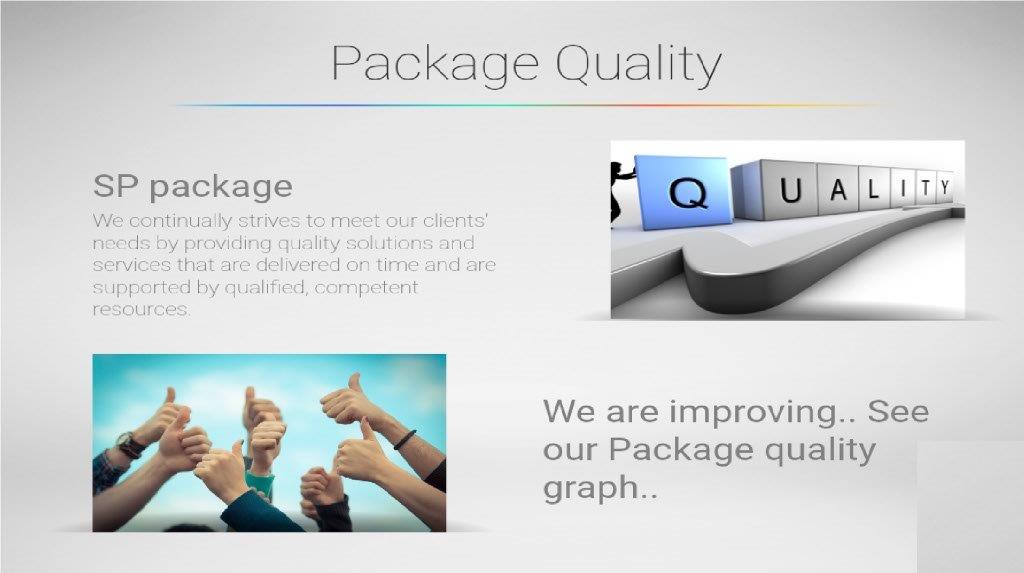 Package Quality
SP package
We continually strives to meet our clients'
needs by providing quality solutions and
services that are delivered on time and are
supported by qualified, competent
resources.
Q U A L I T Y
We are improving.. See
our Package quality
graph..